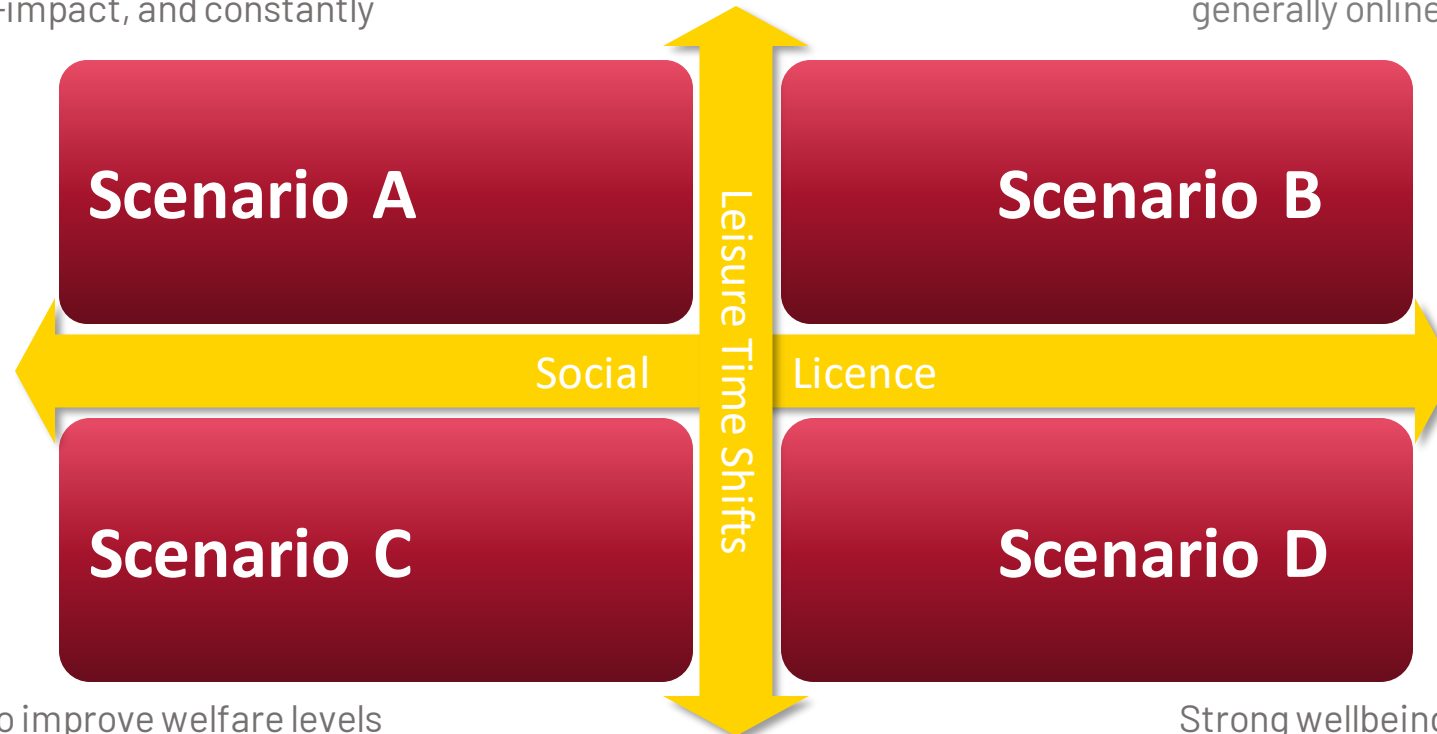 -impact, and constantly
generally online
Scenario A
Scenario B
Leisure Time Shifts
Social Licence
Scenario C
Scenario D
o improve welfare levels
Strong wellbeing